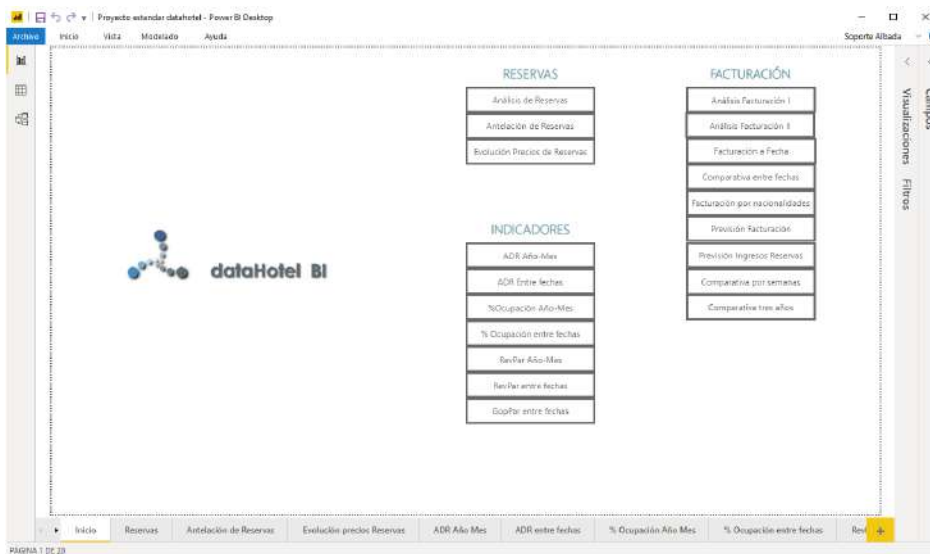 Proyecto estandar datahotel - Power BI Desktop
Archivo Inicio Vista Modelado Ayuda
Soporte Albada
RESERVAS
Análisis de Reservas
Antelación de Reservas
Evolución Precios de Reservas
FACTURACIÓN
Análisis Facturación I
Análisis Facturación II
Facturación a Fecha
Comparativa entre fechas
Facturación por nacionalidades
Previsión Facturación
Previsión Ingresos Reservas
Comparativa por semanas
Comparativa tres años
dataHotel BI
INDICADORES
ADR Año-Mes
ADR Entre fechas
%Ocupación Año-Mes
% Ocupación entre fechas
RevPar Año-Mes
RevPar entre fechas
GopPar entre fechas
Visualizaciones
Filtros
Campos
Inicio Reservas Antelación de Reservas Evolución precios Reservas ADR Año Mes ADR entre fechas % Ocupación Año Mes % Ocupación entre fechas
PÁGINA 1 DE 20